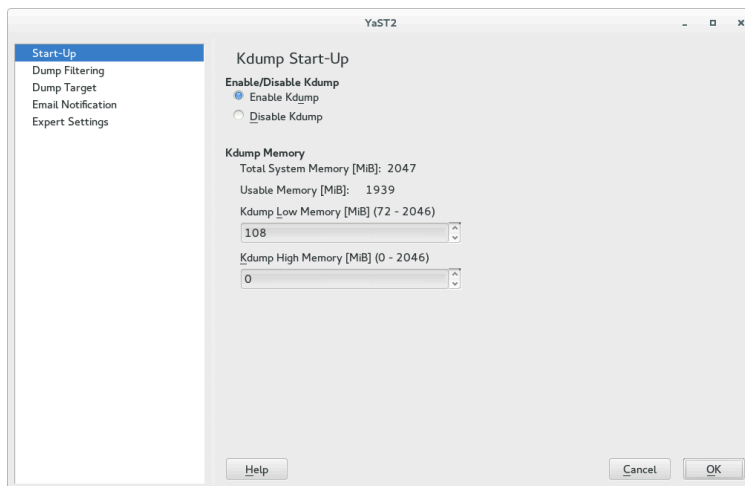 YaST2
Start-Up
Dump Filtering
Dump Target
Email Notification
Expert Settings
Kdump Start-Up
Enable/Disable Kdump
Enable Kdump
Disable Kdump
Kdump Memory
Total System Memory [MiB]: 2047
Usable Memory [MiB]: 1939
Kdump Low Memory [MiB] (72 - 2046)
108
Kdump High Memory [MiB] (0 - 2046)
0
Help
Cancel
OK